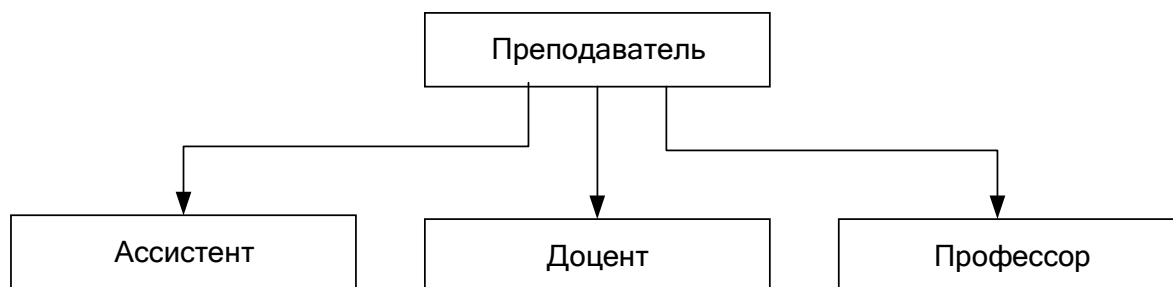 Преподаватель
Ассистент
Доцент
Профессор